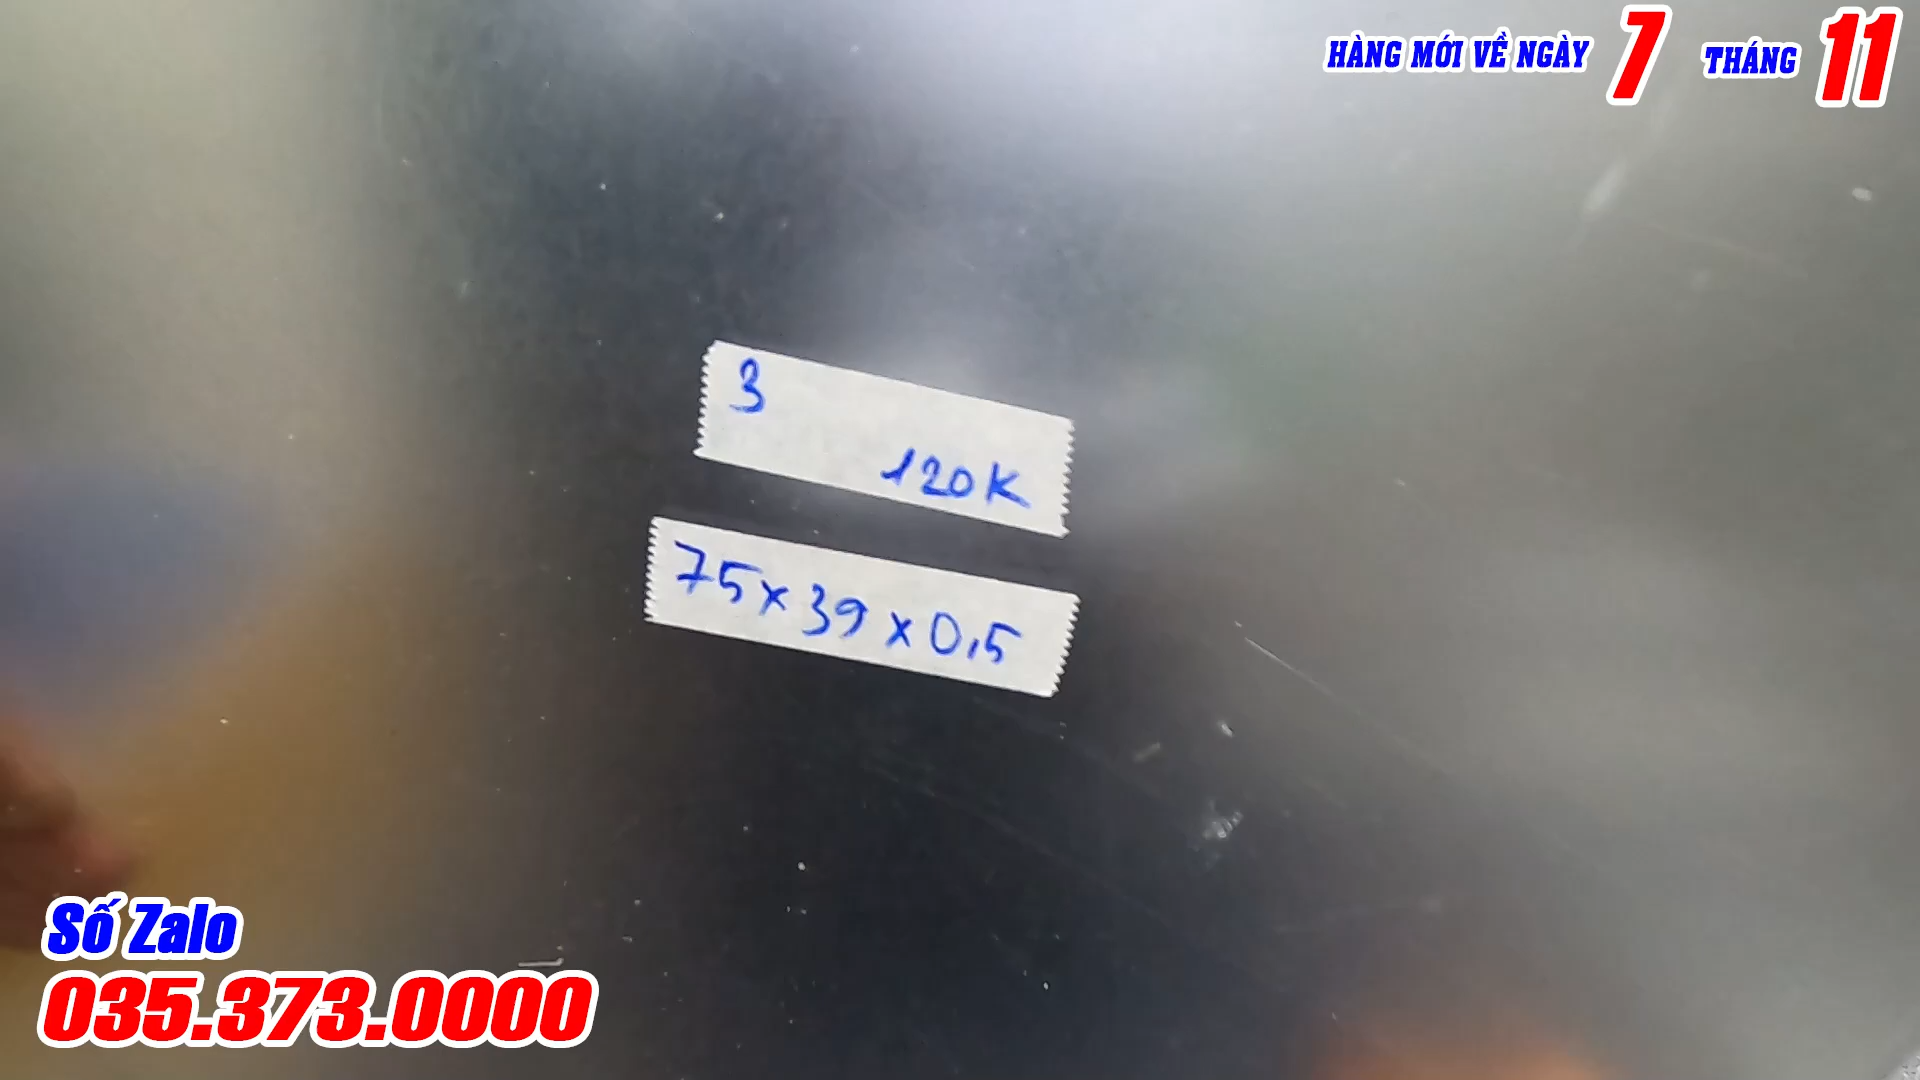 HÀNG MỚI VỀ NGÀY 7 THÁNG 11
3
120K
75x39x0,5
Số Zalo
035.373.0000